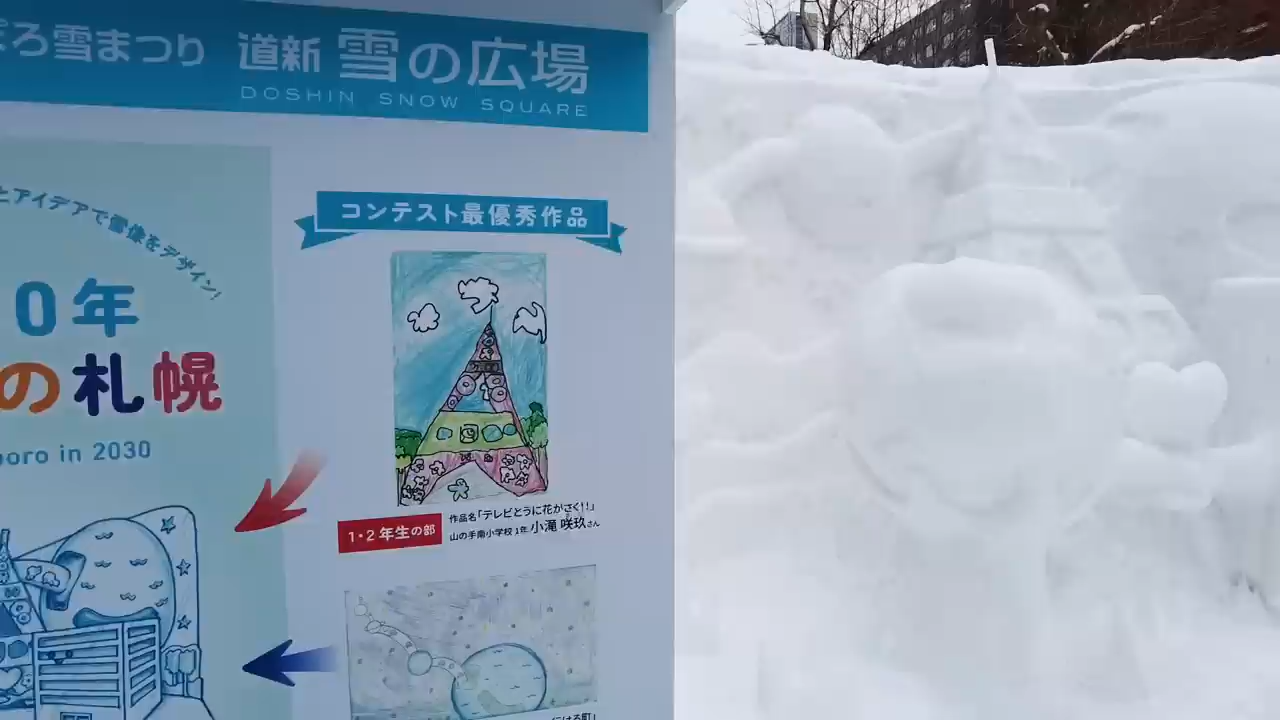 ぽろ雪まつり 道新 雪の広場
DOSHIN SNOW SQUARE
とアイデアで雪像をデザイン!
コンテスト最優秀作品
0年
の札幌
poro in 2030
1・2年生の部
作品名「テレビとうに花がさく!!」
山の手南小学校 1年 小滝 咲玖さん